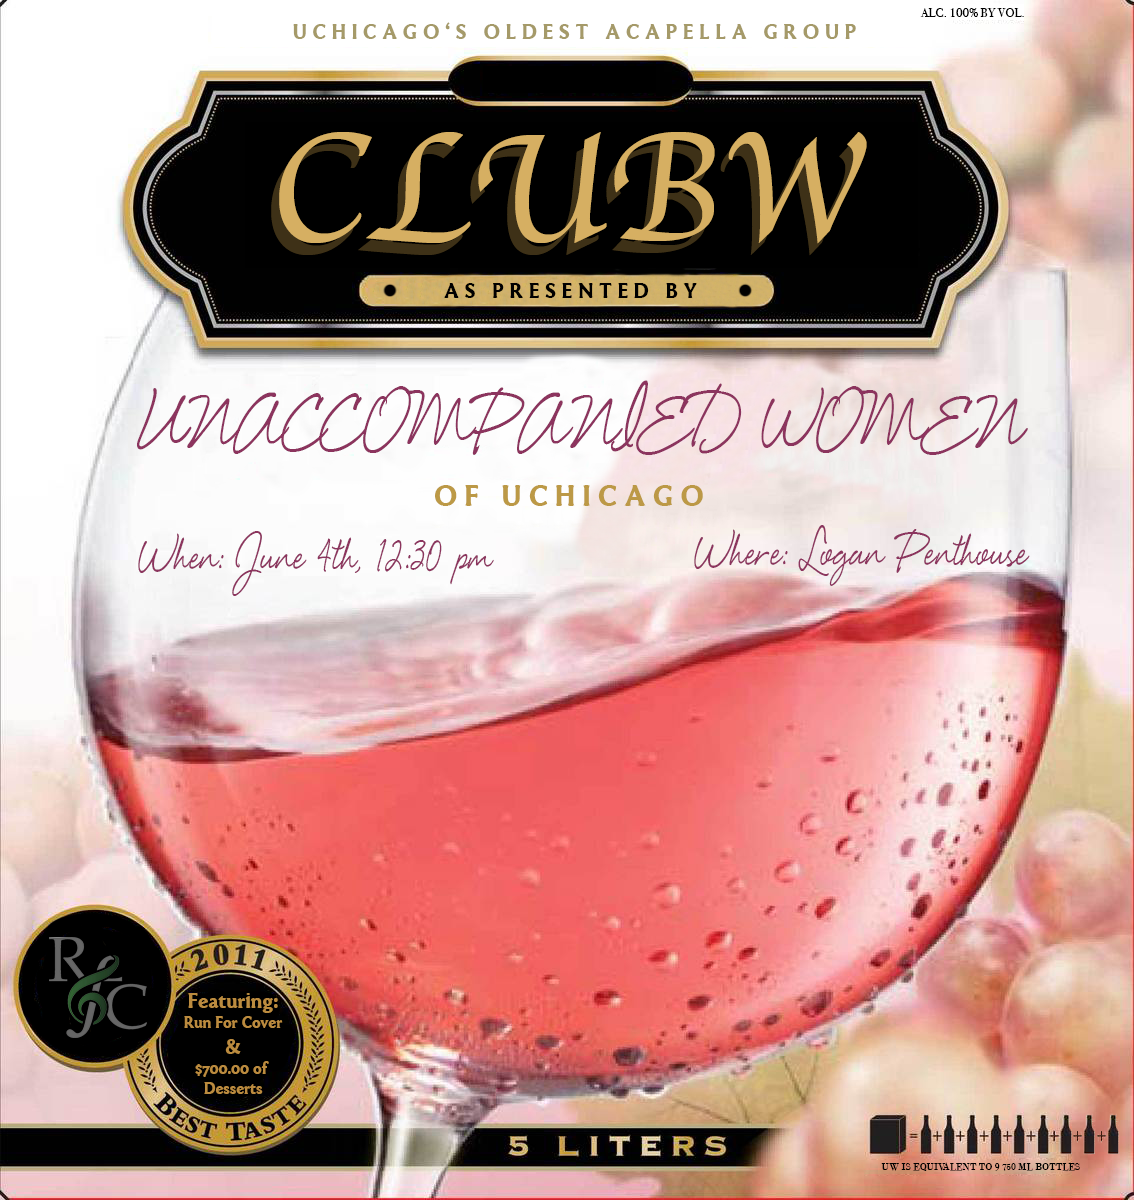 UCHICAGO'S OLDEST ACAPELLA GROUP
ALC. 100% BY VOL.
CLUBW
AS PRESENTED BY
UNACCOMPANIED WOMEN
OF UCHICAGO
When: June 4th, 12:30 pm
Where: Logan Penthouse
R
FC
2011
Featuring:
Run For Cover
&
$700.00 of
Desserts
BEST TASTE
5 LITERS
=+++++++++
UW IS EQUIVALENT TO 9 750 ML BOTTLES